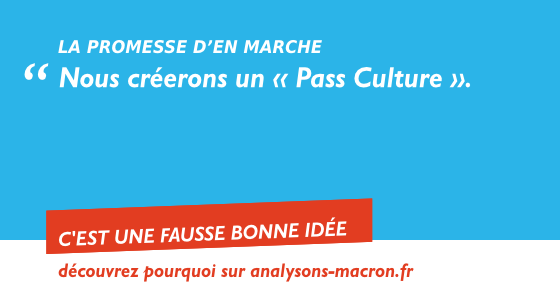 LA PROMESSE D’EN MARCHE
“ Nous créerons un « Pass Culture ».
C'EST UNE FAUSSE BONNE IDÉE
découvrez pourquoi sur analysons-macron.fr